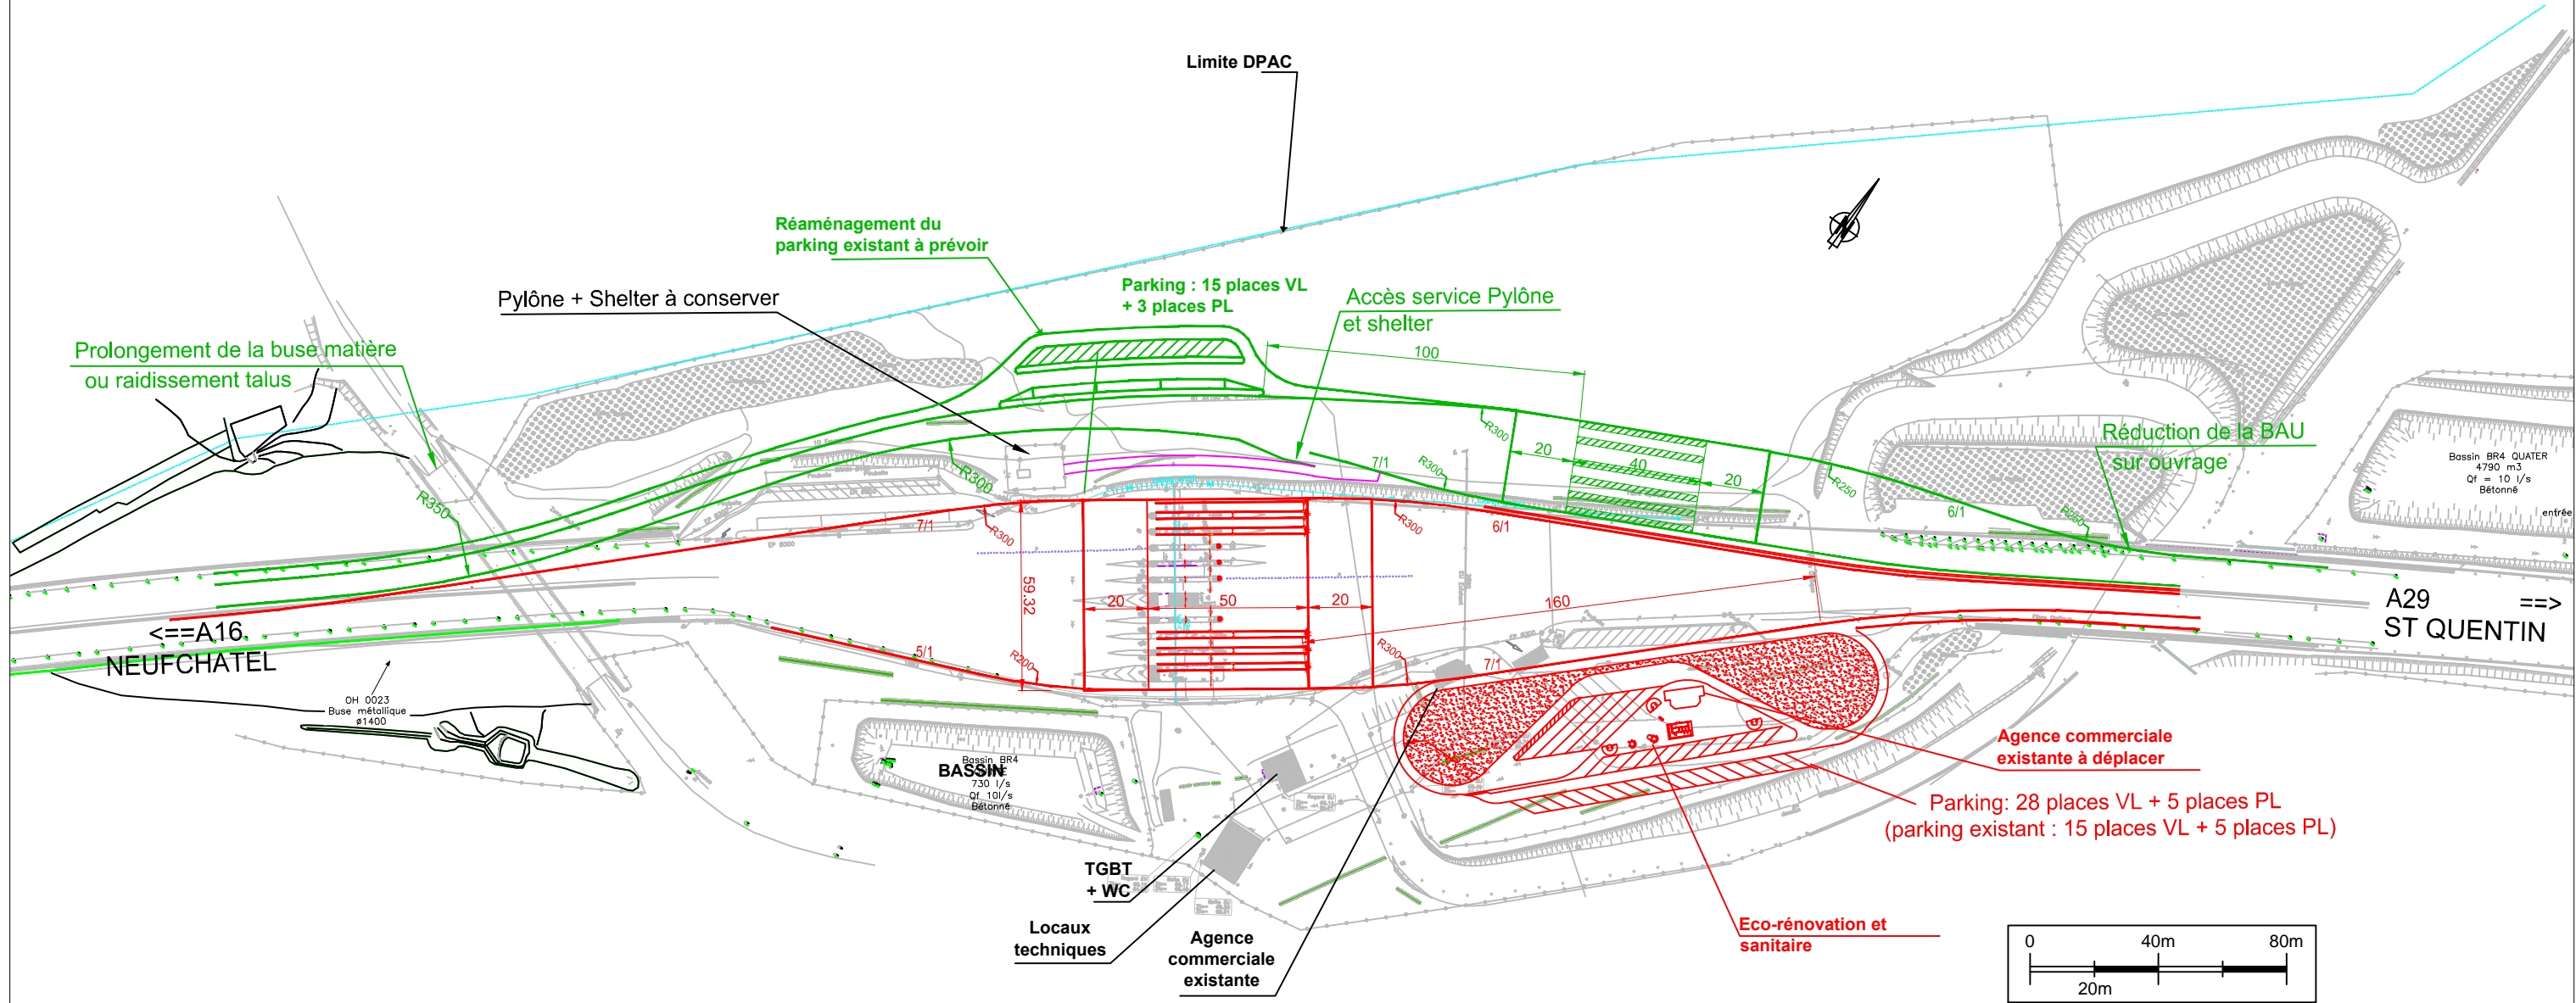 Limite DPAC
Réaménagement du
parking existant à prévoir
Pylône + Shelter à conserver
Parking : 15 places VL
+ 3 places PL
Accès service Pylône
et shelter
Prolongement de la buse matière
ou raidissement talus
100
R300
20
40
20
R250
6/1
R250
Réduction de la BAU
sur ouvrage
Bassin BR4 QUATER
4790 m3
Qf = 10 l/s
Bétonné
entrée
R350
R300
7/1
R300
7/1
R300
R300
6/1
59.32
20
50
20
160
<==A16
NEUFCHATEL
A29 ==>
ST QUENTIN
5/1
R200
R300
7/1
OH 0023
Buse métallique
ø1400
BASSIN
Bassin BR4
730 l/s
Qf 10l/s
Bétonné
Agence commerciale
existante à déplacer
Parking: 28 places VL + 5 places PL
(parking existant : 15 places VL + 5 places PL)
TGBT
+ WC
Locaux
techniques
Agence
commerciale
existante
Eco-rénovation et
sanitaire
0 40m 80m
20m